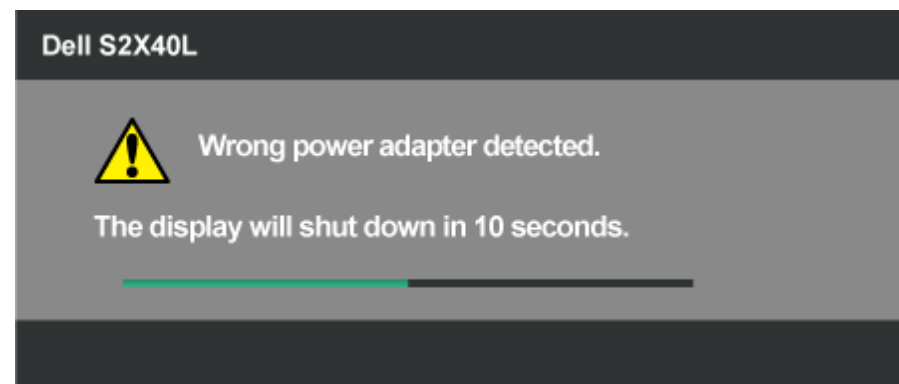 Dell S2X40L
Wrong power adapter detected.
The display will shut down in 10 seconds.